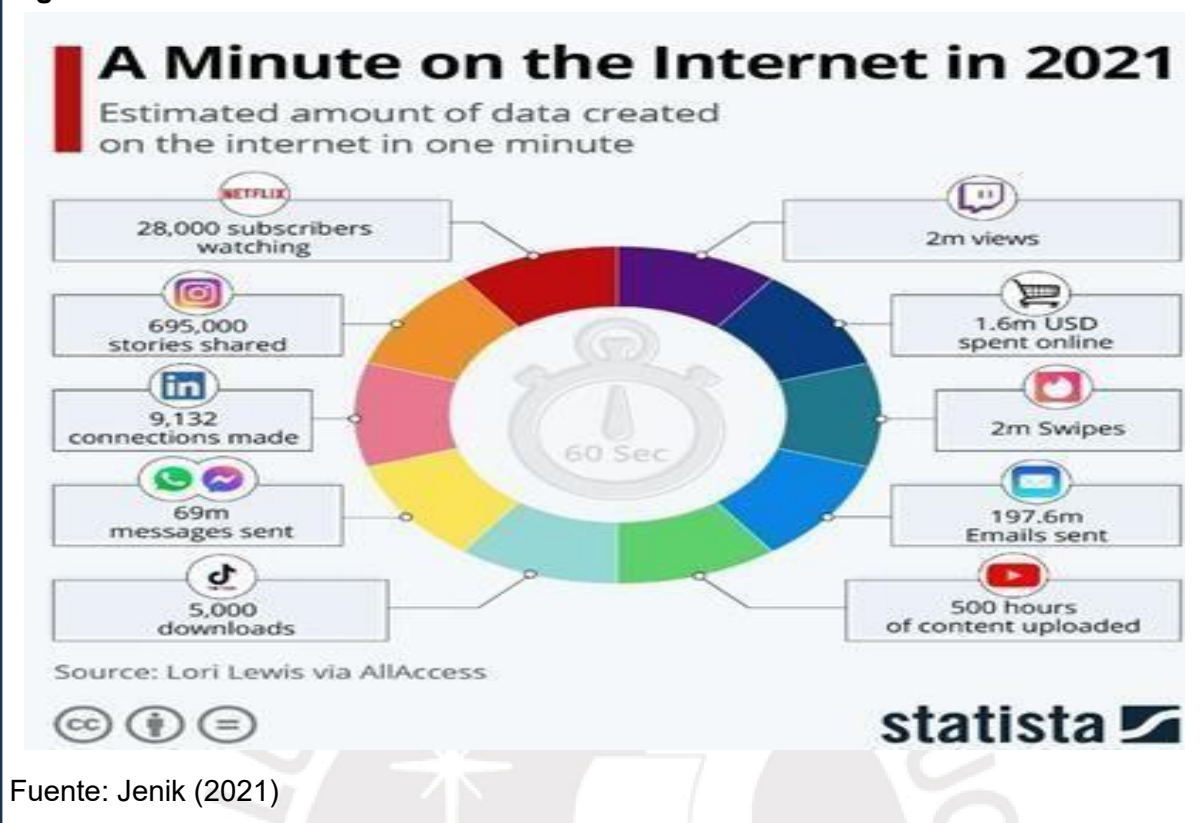 A Minute on the Internet in 2021
Estimated amount of data created
on the internet in one minute
NETFLIX
28,000 subscribers
watching
2m views
695,000
stories shared
1.6m USD
spent online
in
9,132
connections made
2m Swipes
60 Sec
69m
messages sent
197.6m
Emails sent
5,000
downloads
500 hours
of content uploaded
Source: Lori Lewis via AllAccess
cc
statista
Fuente: Jenik (2021)